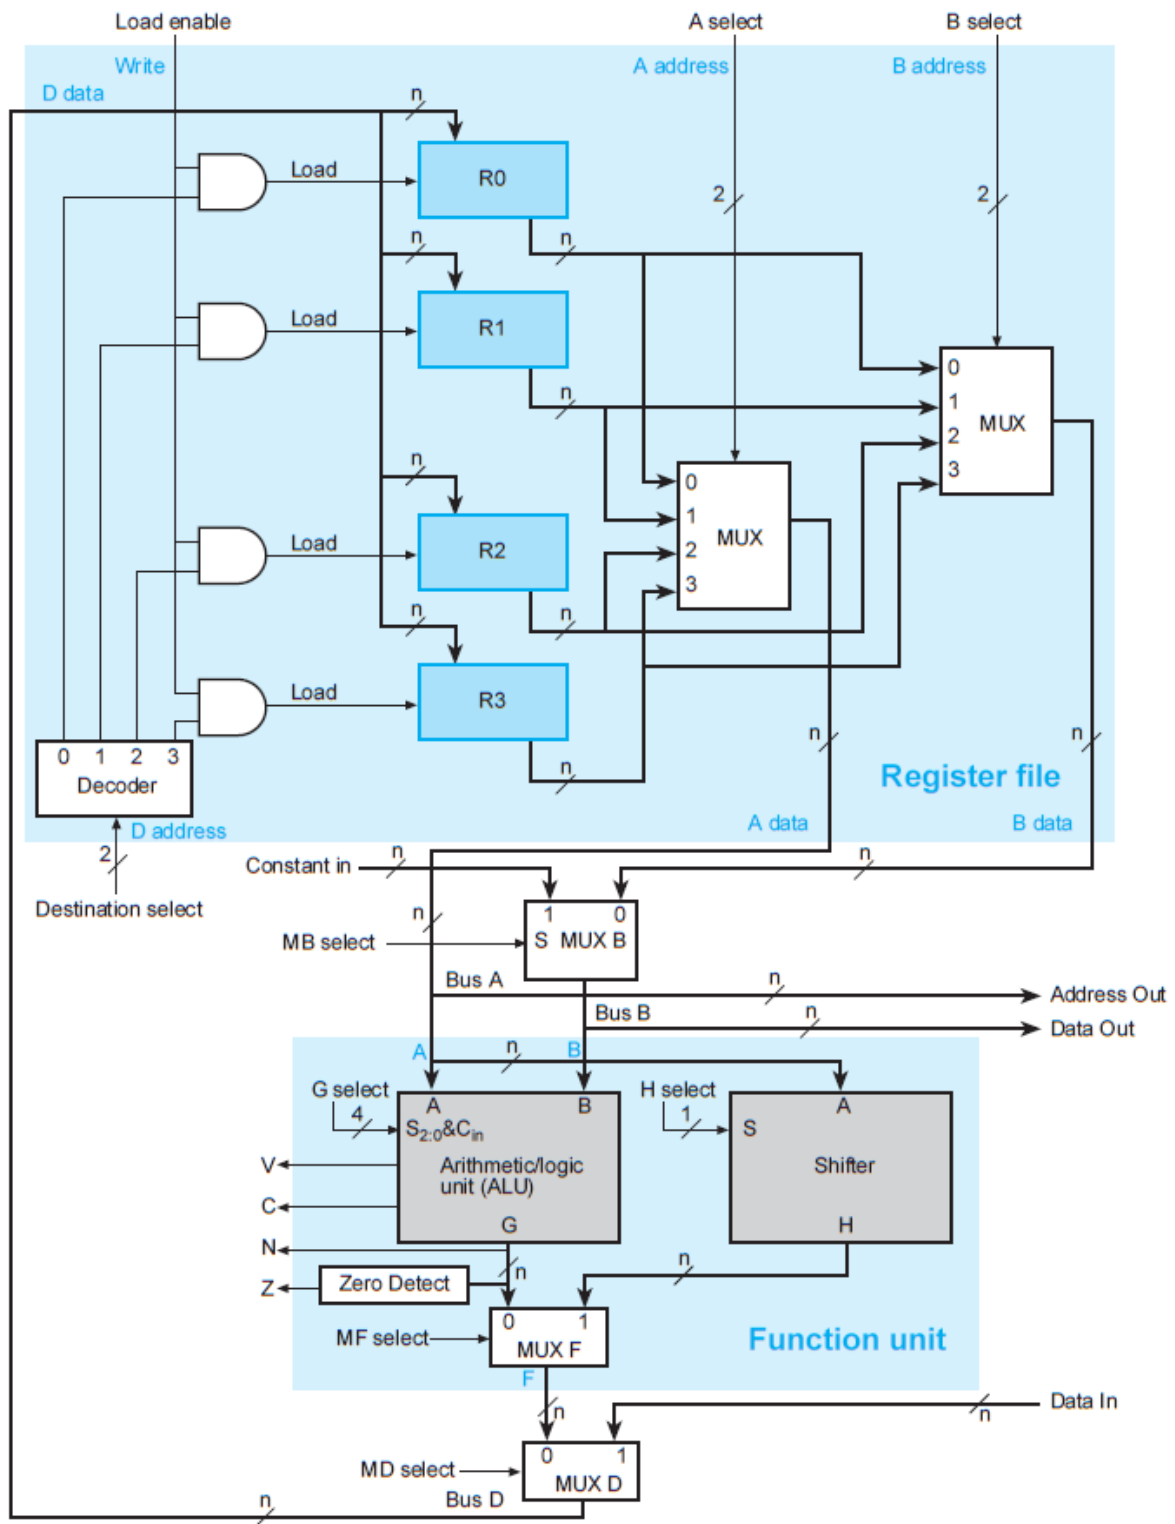 Load enable
A select
B select
Write
A address
B address
D data
n
Load
R0
2
2
n
n
Load
R1
n
0
1
2
3
MUX
n
0
1
2
3
MUX
Load
R2
n
n
Load
R3
0 1 2 3
Decoder
n
n
n
Register file
D address
A data
B data
2
Constant in
n
n
Destination select
n
1 0
S MUX B
MB select
Bus A
n
Address Out
Bus B
n
Data Out
A
n
B
G select
4
A B
S2:0&Cin
Arithmetic/logic
unit (ALU)
G
H select
1
A
S
Shifter
H
V
C
N
Z
Zero Detect
n
n
0 1
MUX F
MF select
Function unit
F
n
Data In
n
0 1
MUX D
MD select
Bus D
n